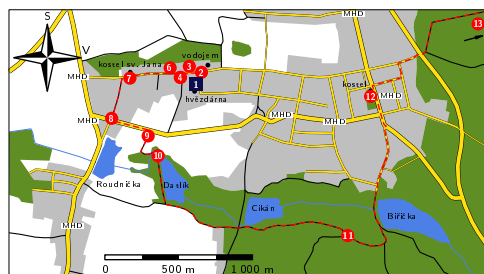 S
V
MHD
13
vodojem
kostel sv. Jana
6
3
2
MHD
7
4
1
kostel
hvězdárna
12
MHD
8
MHD
MHD
MHD
9
10
Roudnička
Datlík
Cikán
Biřička
MHD
11
0
500 m
1 000 m